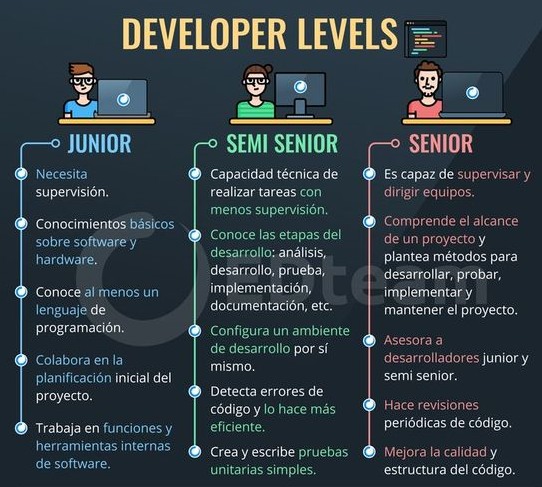 DEVELOPER LEVELS
JUNIOR
Necesita
supervisión.
Conocimientos básicos
sobre software y
hardware.
Conoce al menos un
lenguaje de
programación.
Colabora en la
planificación inicial del
proyecto.
Trabaja en funciones y
herramientas internas
de software.
SEMI SENIOR
Capacidad técnica de
realizar tareas con
menos supervisión.
Conoce las etapas del
desarrollo: análisis,
desarrollo, prueba,
implementación,
documentación, etc.
Configura un ambiente
de desarrollo por sí
mismo.
Detecta errores de
código y lo hace más
eficiente.
Crea y escribe pruebas
unitarias simples.
SENIOR
Es capaz de supervisar y
dirigir equipos.
Comprende el alcance
de un proyecto y
plantea métodos para
desarrollar, probar,
implementar y
mantener el proyecto.
Asesora a
desarrolladores junior y
semi senior.
Hace revisiones
periódicas de código.
Mejora la calidad y
estructura del código.
EDteam